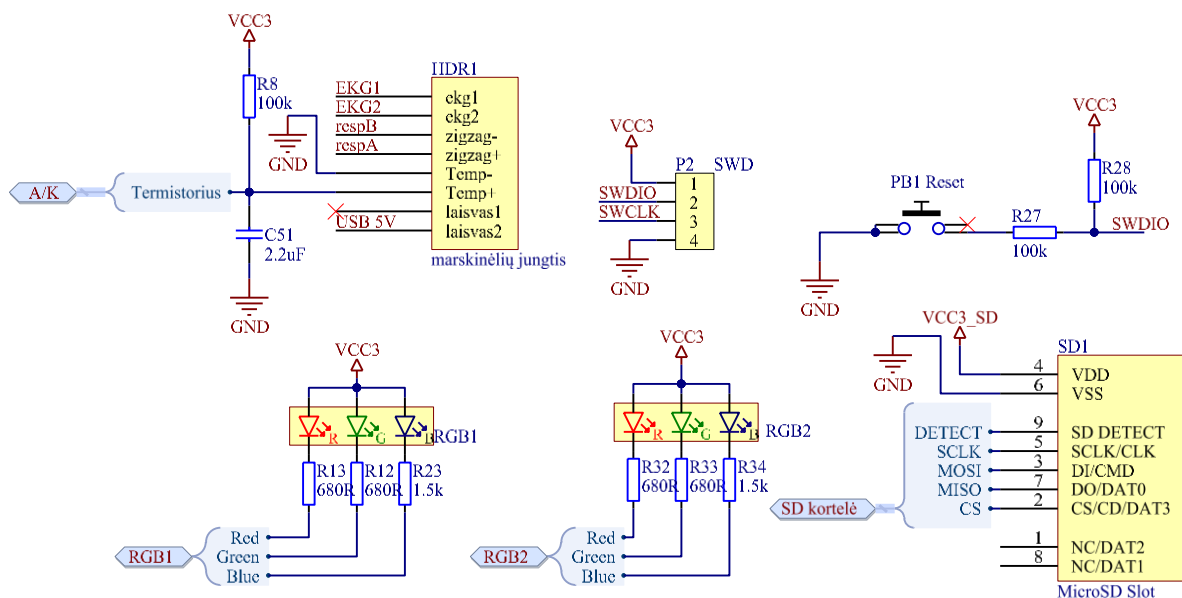 VCC3
R8
100k
GND
A/K
Termistorius
C51
2.2uF
GND
HDR1
EKG1
EKG2
respB
respA
USB 5V
ekg1
ekg2
zigzag-
zigzag+
Temp-
Temp+
laisvas1
laisvas2
marskinėlių jungtis
VCC3
P2 SWD
SWDIO
SWCLK
1
2
3
4
GND
VCC3
R28
100k
PB1 Reset
R27
100k
SWDIO
GND
VCC3
R
G
B
RGB1
R13
680R
R12
680R
R23
1.5k
RGB1
Red
Green
Blue
VCC3
R
G
B
RGB2
R32
680R
R33
680R
R34
1.5k
RGB2
Red
Green
Blue
VCC3_SD
GND
SD1
4 VDD
6 VSS
DETECT 9 SD DETECT
SCLK 5 SCLK/CLK
MOSI 3 DI/CMD
MISO 7 DO/DAT0
CS 2 CS/CD/DAT3
SD kortelė
1 NC/DAT2
8 NC/DAT1
MicroSD Slot